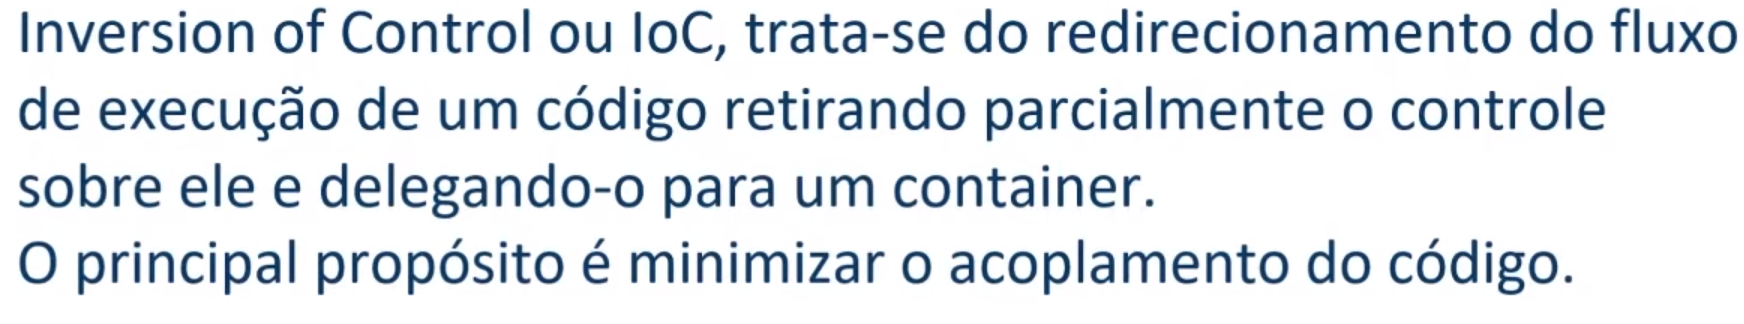 Inversion of Control ou IoC, trata-se do redirecionamento do fluxo
de execução de um código retirando parcialmente o controle
sobre ele e delegando-o para um container.
O principal propósito é minimizar o acoplamento do código.